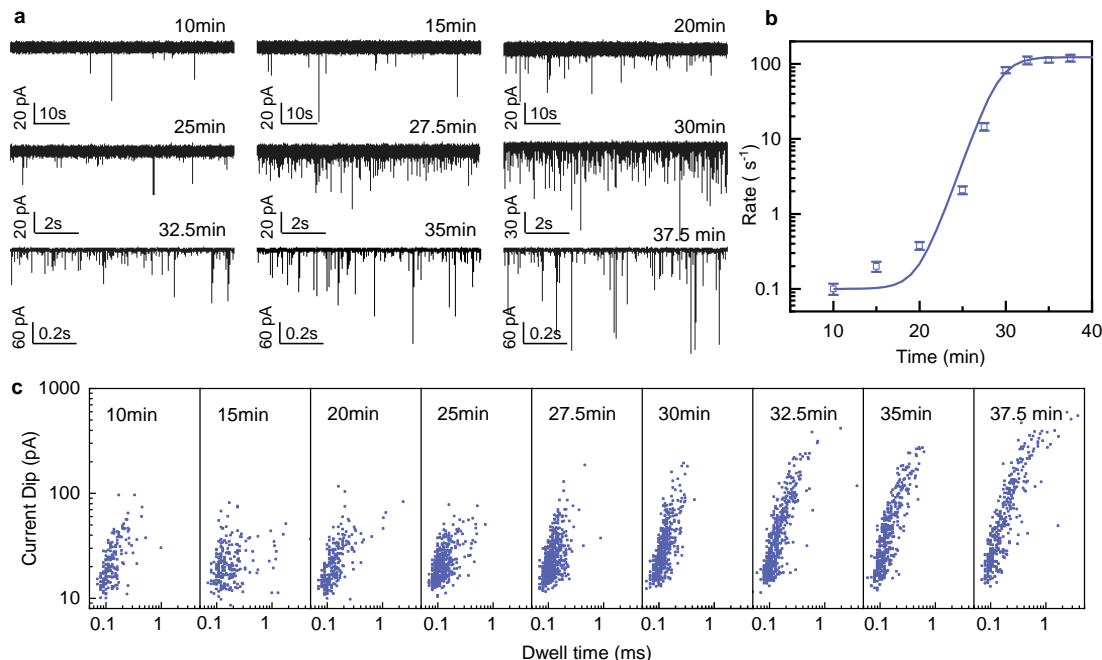 a
10min
15min
20min
20 pA
10s
20 pA
10s
20 pA
10s
25min
27.5min
30min
20 pA
2s
20 pA
2s
30 pA
2s
32.5min
35min
37.5 min
60 pA
0.2s
60 pA
0.2s
60 pA
0.2s
b
Rate ( s⁻¹)
100
10
1
0.1
10
20
30
40
Time (min)
c
Current Dip (pA)
1000
100
10
10min
15min
20min
25min
27.5min
30min
32.5min
35min
37.5 min
0.1 1
0.1 1
0.1 1
0.1 1
0.1 1
0.1 1
0.1 1
0.1 1
0.1 1
Dwell time (ms)